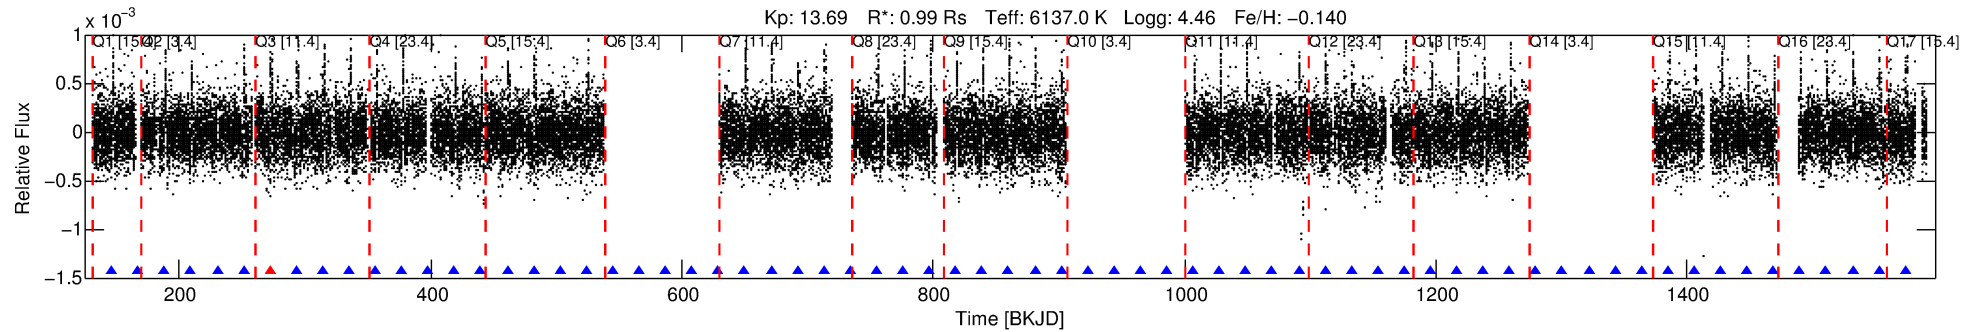 Kp: 13.69 R*: 0.99 Rs Teff: 6137.0 K Logg: 4.46 Fe/H: −0.140
x 10⁻³
Q1 [15.4] Q2 [3.4] Q3 [11.4] Q4 [23.4] Q5 [15.4] Q6 [3.4] Q7 [11.4] Q8 [23.4] Q9 [15.4] Q10 [3.4] Q11 [11.4] Q12 [23.4] Q13 [15.4] Q14 [3.4] Q15 [11.4] Q16 [23.4] Q17 [15.4]
1
0.5
0
−0.5
−1
−1.5
Relative Flux
200 400 600 800 1000 1200 1400
Time [BKJD]